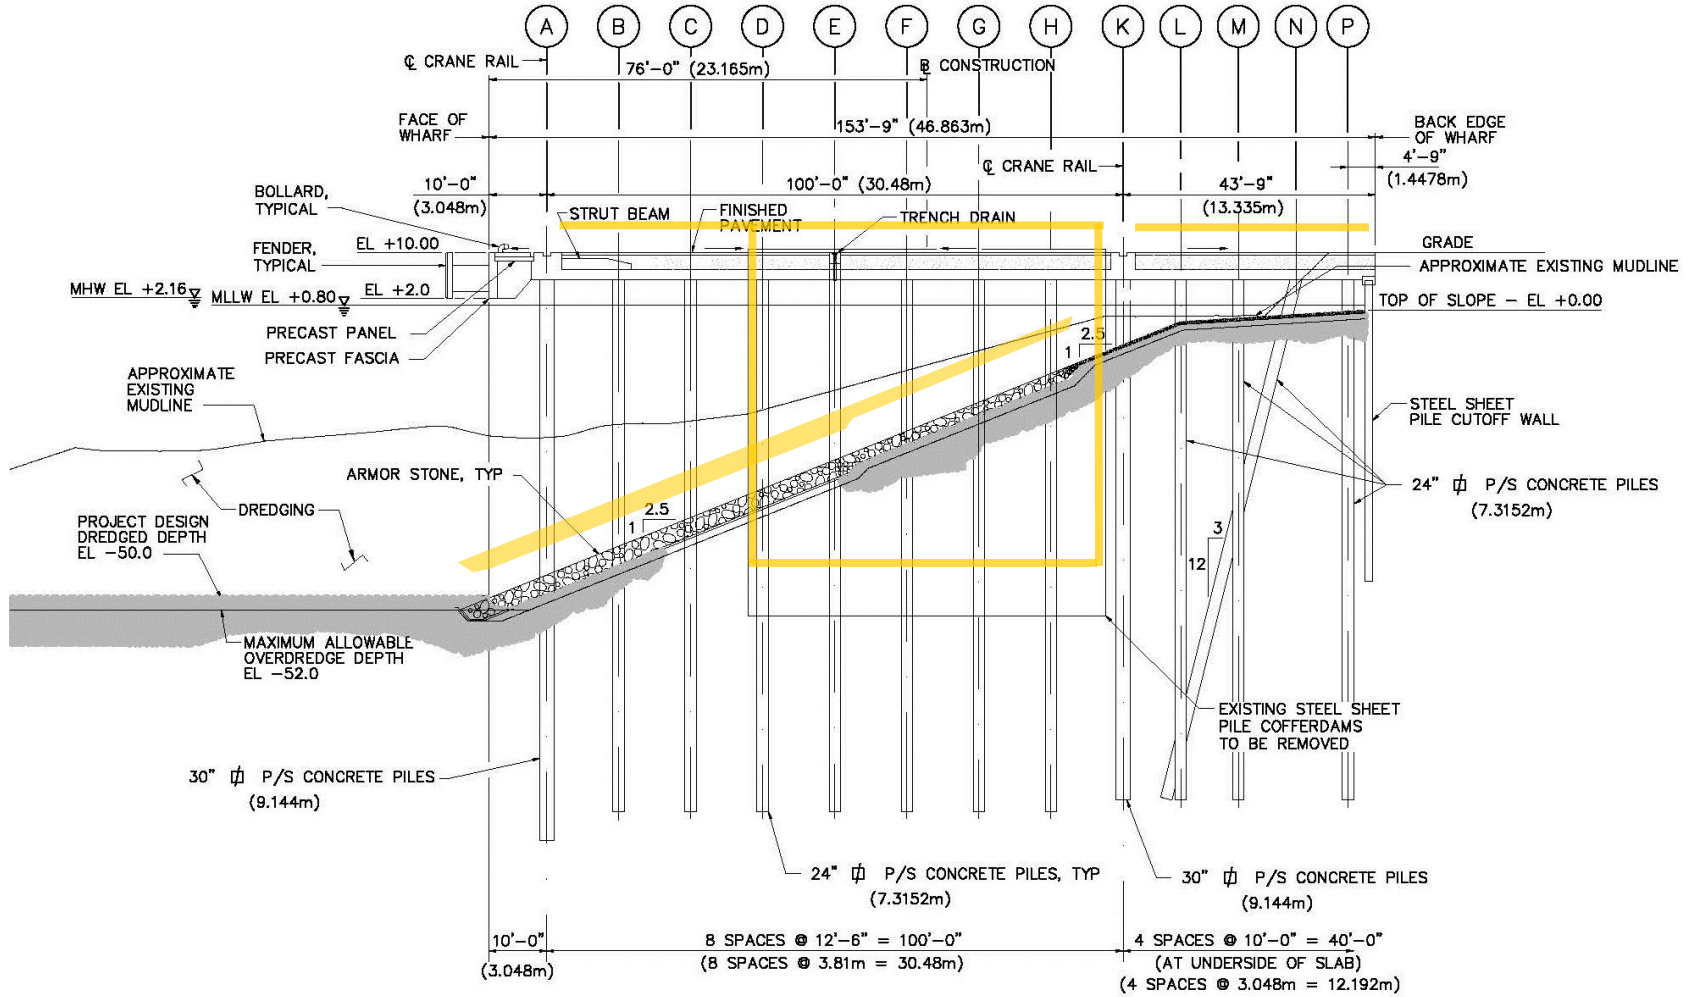 A B C D E F G H K L M N P
℄ CRANE RAIL
76'-0" (23.165m)
B CONSTRUCTION
FACE OF
WHARF
153'-9" (46.863m)
BACK EDGE
OF WHARF
℄ CRANE RAIL
4'-9"
(1.4478m)
10'-0"
(3.048m)
100'-0" (30.48m)
43'-9"
(13.335m)
BOLLARD,
TYPICAL
STRUT BEAM
FINISHED
PAVEMENT
TRENCH DRAIN
FENDER,
TYPICAL
EL +10.00
GRADE
APPROXIMATE EXISTING MUDLINE
MHW EL +2.16
MLLW EL +0.80
EL +2.0
TOP OF SLOPE - EL +0.00
PRECAST PANEL
PRECAST FASCIA
2.5
1
APPROXIMATE
EXISTING
MUDLINE
STEEL SHEET
PILE CUTOFF WALL
ARMOR STONE, TYP
24" P/S CONCRETE PILES
(7.3152m)
DREDGING
2.5
1
PROJECT DESIGN
DREDGED DEPTH
EL -50.0
3
12
MAXIMUM ALLOWABLE
OVERDREDGE DEPTH
EL -52.0
EXISTING STEEL SHEET
PILE COFFERDAMS
TO BE REMOVED
30" P/S CONCRETE PILES
(9.144m)
24" P/S CONCRETE PILES, TYP
(7.3152m)
30" P/S CONCRETE PILES
(9.144m)
10'-0"
(3.048m)
8 SPACES @ 12'-6" = 100'-0"
(8 SPACES @ 3.81m = 30.48m)
4 SPACES @ 10'-0" = 40'-0"
(AT UNDERSIDE OF SLAB)
(4 SPACES @ 3.048m = 12.192m)